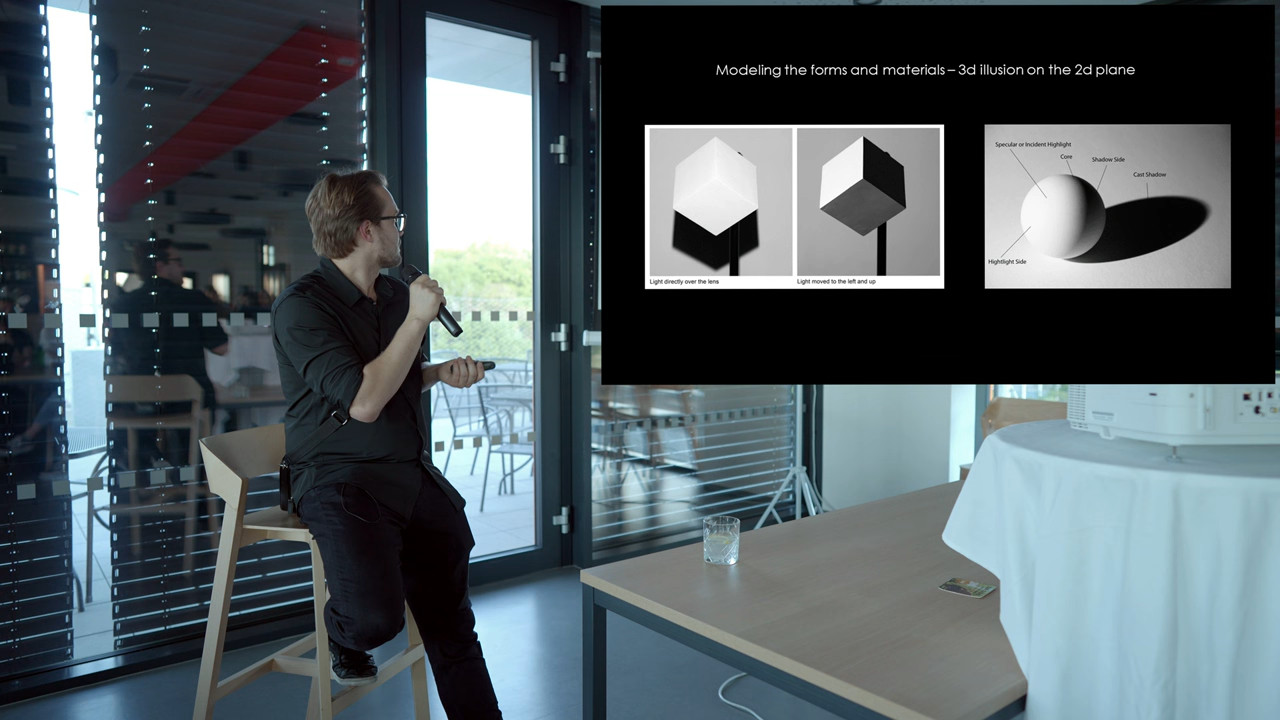 Modeling the forms and materials – 3d illusion on the 2d plane
Light directly over the lens
Light moved to the left and up
Specular or Incident Highlight
Core
Shadow Side
Cast Shadow
Hightlight Side